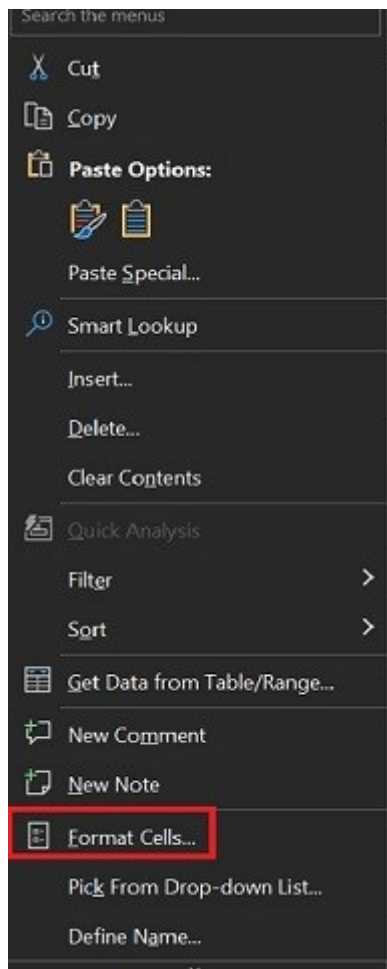 Search the menus
Cut
Copy
Paste Options:
Paste Special...
Smart Lookup
Insert...
Delete...
Clear Contents
Quick Analysis
Filter
Sort
Get Data from Table/Range...
New Comment
New Note
Format Cells...
Pick From Drop-down List...
Define Name...